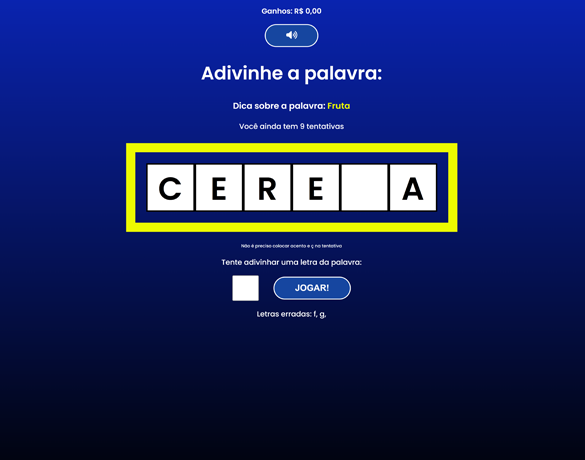 Ganhos: R$ 0,00
Adivinhe a palavra:
Dica sobre a palavra: Fruta
Você ainda tem 9 tentativas
C E R E A
Não é preciso colocar acento e ç na tentativa
Tente adivinhar uma letra da palavra:
JOGAR!
Letras erradas: f, g,